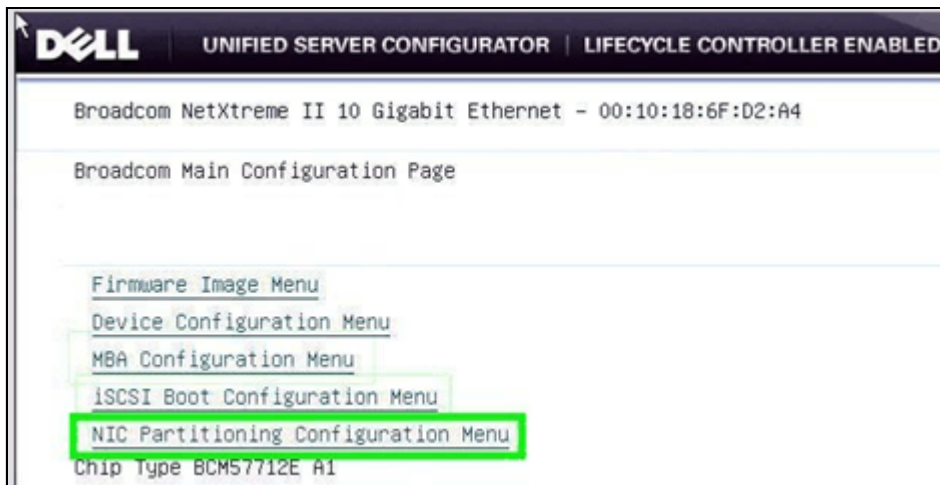 DELL UNIFIED SERVER CONFIGURATOR | LIFECYCLE CONTROLLER ENABLED
Broadcom NetXtreme II 10 Gigabit Ethernet - 00:10:18:6F:D2:A4
Broadcom Main Configuration Page
Firmware Image Menu
Device Configuration Menu
MBA Configuration Menu
iSCSI Boot Configuration Menu
NIC Partitioning Configuration Menu
Chip Type BCM57712E A1